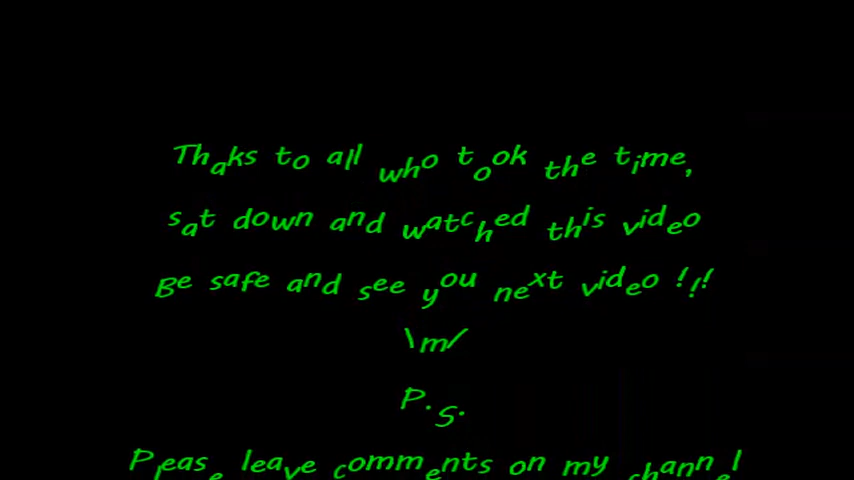 Thaks to all who took the time,
sat down and watched this video
Be safe and see you next video !!!
\m/
P.S.
Please leave comments on my channel